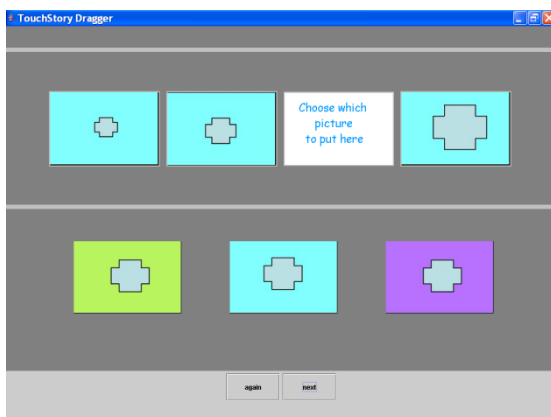 TouchStory Dragger
Choose which
picture
to put here
again
next